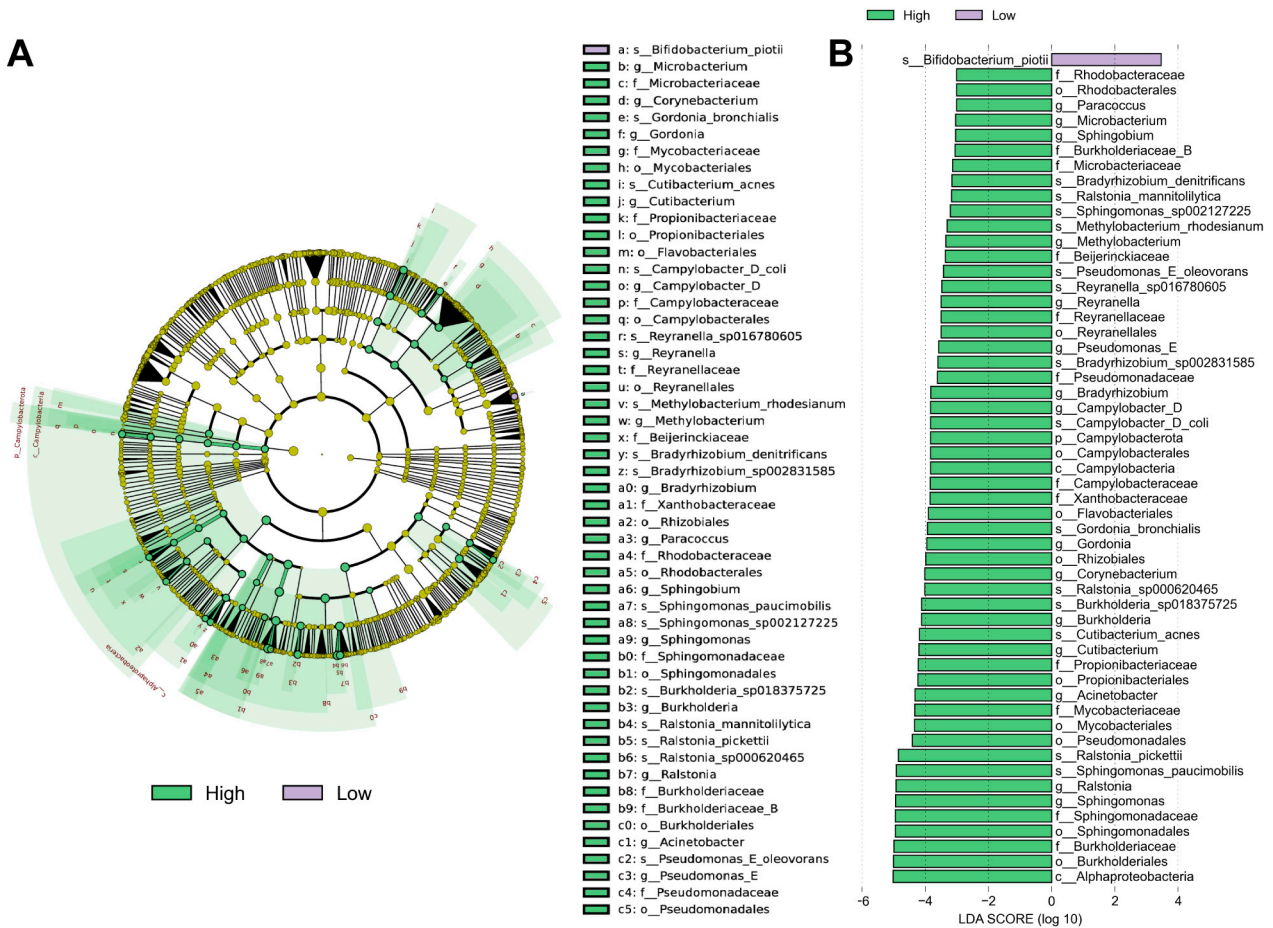 A
p__Campylobacterota
c__Campylobacteria
c__Alphaproteobacteria
High
Low
a: s__Bifidobacterium_piotii
b: g__Microbacterium
c: f__Microbacteriaceae
d: g__Corynebacterium
e: s__Gordonia_bronchialis
f: g__Gordonia
g: f__Mycobacteriaceae
h: o__Mycobacteriales
i: s__Cutibacterium_acnes
j: g__Cutibacterium
k: f__Propionibacteriaceae
l: o__Propionibacteriales
m: o__Flavobacteriales
n: s__Campylobacter_D_coli
o: g__Campylobacter_D
p: f__Campylobacteraceae
q: o__Campylobacterales
r: s__Reyranella_sp016780605
s: g__Reyranella
t: f__Reyranellaceae
u: o__Reyranellales
v: s__Methylobacterium_rhodesianum
w: g__Methylobacterium
x: f__Beijerinckiaceae
y: s__Bradyrhizobium_denitrificans
z: s__Bradyrhizobium_sp002831585
a0: g__Bradyrhizobium
a1: f__Xanthobacteraceae
a2: o__Rhizobiales
a3: g__Paracoccus
a4: f__Rhodobacteraceae
a5: o__Rhodobacterales
a6: g__Sphingobium
a7: s__Sphingomonas_paucimobilis
a8: s__Sphingomonas_sp002127225
a9: g__Sphingomonas
b0: f__Sphingomonadaceae
b1: o__Sphingomonadales
b2: s__Burkholderia_sp018375725
b3: g__Burkholderia
b4: s__Ralstonia_mannitolilytica
b5: s__Ralstonia_pickettii
b6: s__Ralstonia_sp000620465
b7: g__Ralstonia
b8: f__Burkholderiaceae
b9: f__Burkholderiaceae_B
c0: o__Burkholderiales
c1: g__Acinetobacter
c2: s__Pseudomonas_E_oleovorans
c3: g__Pseudomonas_E
c4: f__Pseudomonadaceae
c5: o__Pseudomonadales
B
High
Low
s__Bifidobacterium_piotii
f__Rhodobacteraceae
o__Rhodobacterales
g__Paracoccus
g__Microbacterium
g__Sphingobium
f__Burkholderiaceae_B
f__Microbacteriaceae
s__Bradyrhizobium_denitrificans
s__Ralstonia_mannitolilytica
s__Sphingomonas_sp002127225
s__Methylobacterium_rhodesianum
g__Methylobacterium
f__Beijerinckiaceae
s__Pseudomonas_E_oleovorans
s__Reyranella_sp016780605
g__Reyranella
f__Reyranellaceae
o__Reyranellales
g__Pseudomonas_E
s__Bradyrhizobium_sp002831585
f__Pseudomonadaceae
g__Bradyrhizobium
g__Campylobacter_D
s__Campylobacter_D_coli
p__Campylobacterota
o__Campylobacterales
c__Campylobacteria
f__Campylobacteraceae
f__Xanthobacteraceae
o__Flavobacteriales
s__Gordonia_bronchialis
g__Gordonia
o__Rhizobiales
g__Corynebacterium
s__Ralstonia_sp000620465
s__Burkholderia_sp018375725
g__Burkholderia
s__Cutibacterium_acnes
g__Cutibacterium
f__Propionibacteriaceae
o__Propionibacteriales
g__Acinetobacter
f__Mycobacteriaceae
o__Mycobacteriales
o__Pseudomonadales
s__Ralstonia_pickettii
s__Sphingomonas_paucimobilis
g__Ralstonia
g__Sphingomonas
f__Sphingomonadaceae
o__Sphingomonadales
f__Burkholderiaceae
o__Burkholderiales
c__Alphaproteobacteria
-6 -4 -2 0 2 4
LDA SCORE (log 10)